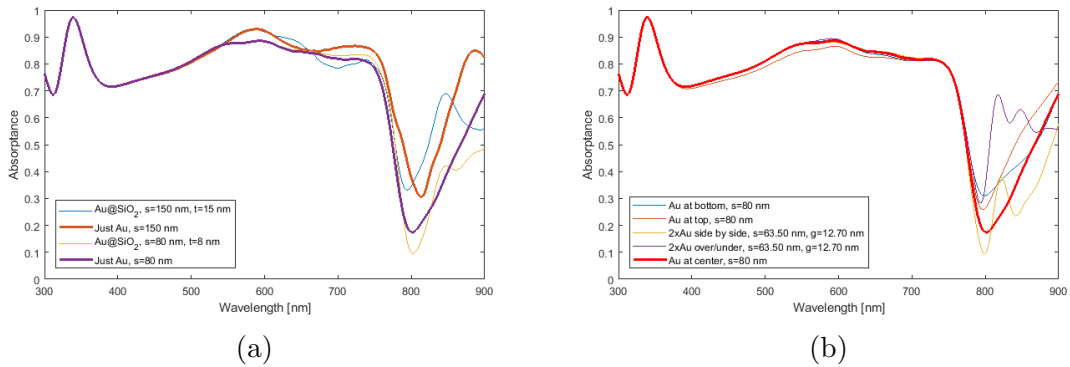 1
0.9
0.8
0.7
0.6
0.5
0.4
0.3
0.2
0.1
0
Absorptance
Au@SiO2, s=150 nm, t=15 nm
Just Au, s=150 nm
Au@SiO2, s=80 nm, t=8 nm
Just Au, s=80 nm
300 400 500 600 700 800 900
Wavelength [nm]
(a)
1
0.9
0.8
0.7
0.6
0.5
0.4
0.3
0.2
0.1
0
Absorptance
Au at bottom, s=80 nm
Au at top, s=80 nm
2xAu side by side, s=63.50 nm, g=12.70 nm
2xAu over/under, s=63.50 nm, g=12.70 nm
Au at center, s=80 nm
300 400 500 600 700 800 900
Wavelength [nm]
(b)